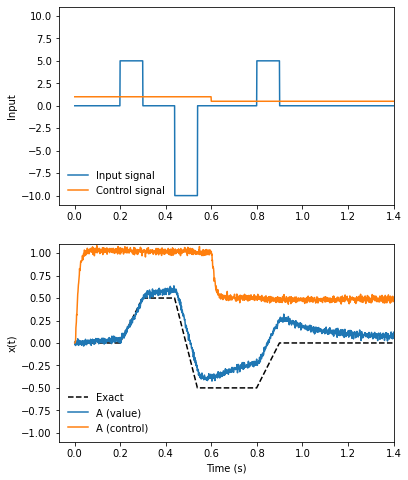 10.0
7.5
5.0
2.5
0.0
−2.5
−5.0
−7.5
−10.0
Input
Input signal
Control signal
0.0 0.2 0.4 0.6 0.8 1.0 1.2 1.4
1.00
0.75
0.50
0.25
0.00
−0.25
−0.50
−0.75
−1.00
x(t)
Exact
A (value)
A (control)
0.0 0.2 0.4 0.6 0.8 1.0 1.2 1.4
Time (s)